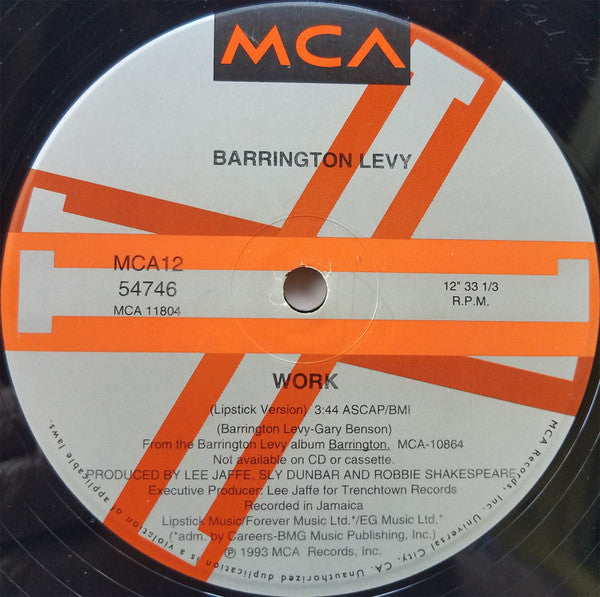 MCA
BARRINGTON LEVY
MCA12
54746
MCA 11804
12" 33 1/3
R.P.M.
WORK
(Lipstick Version) 3:44 ASCAP/BMI
(Barrington Levy-Gary Benson)
From the Barrington Levy album Barrington. MCA-10864
Not available on CD or cassette.
PRODUCED BY LEE JAFFE, SLY DUNBAR AND ROBBIE SHAKESPEARE
Executive Producer: Lee Jaffe for Trenchtown Records
Recorded in Jamaica
Lipstick Music/Forever Music Ltd.*/EG Music Ltd.*
(*adm. by Careers-BMG Music Publishing, Inc.)
℗ 1993 MCA Records, Inc.
MCA Records, Inc. Universal City, CA. Unauthorized duplication is a violation of applicable laws.